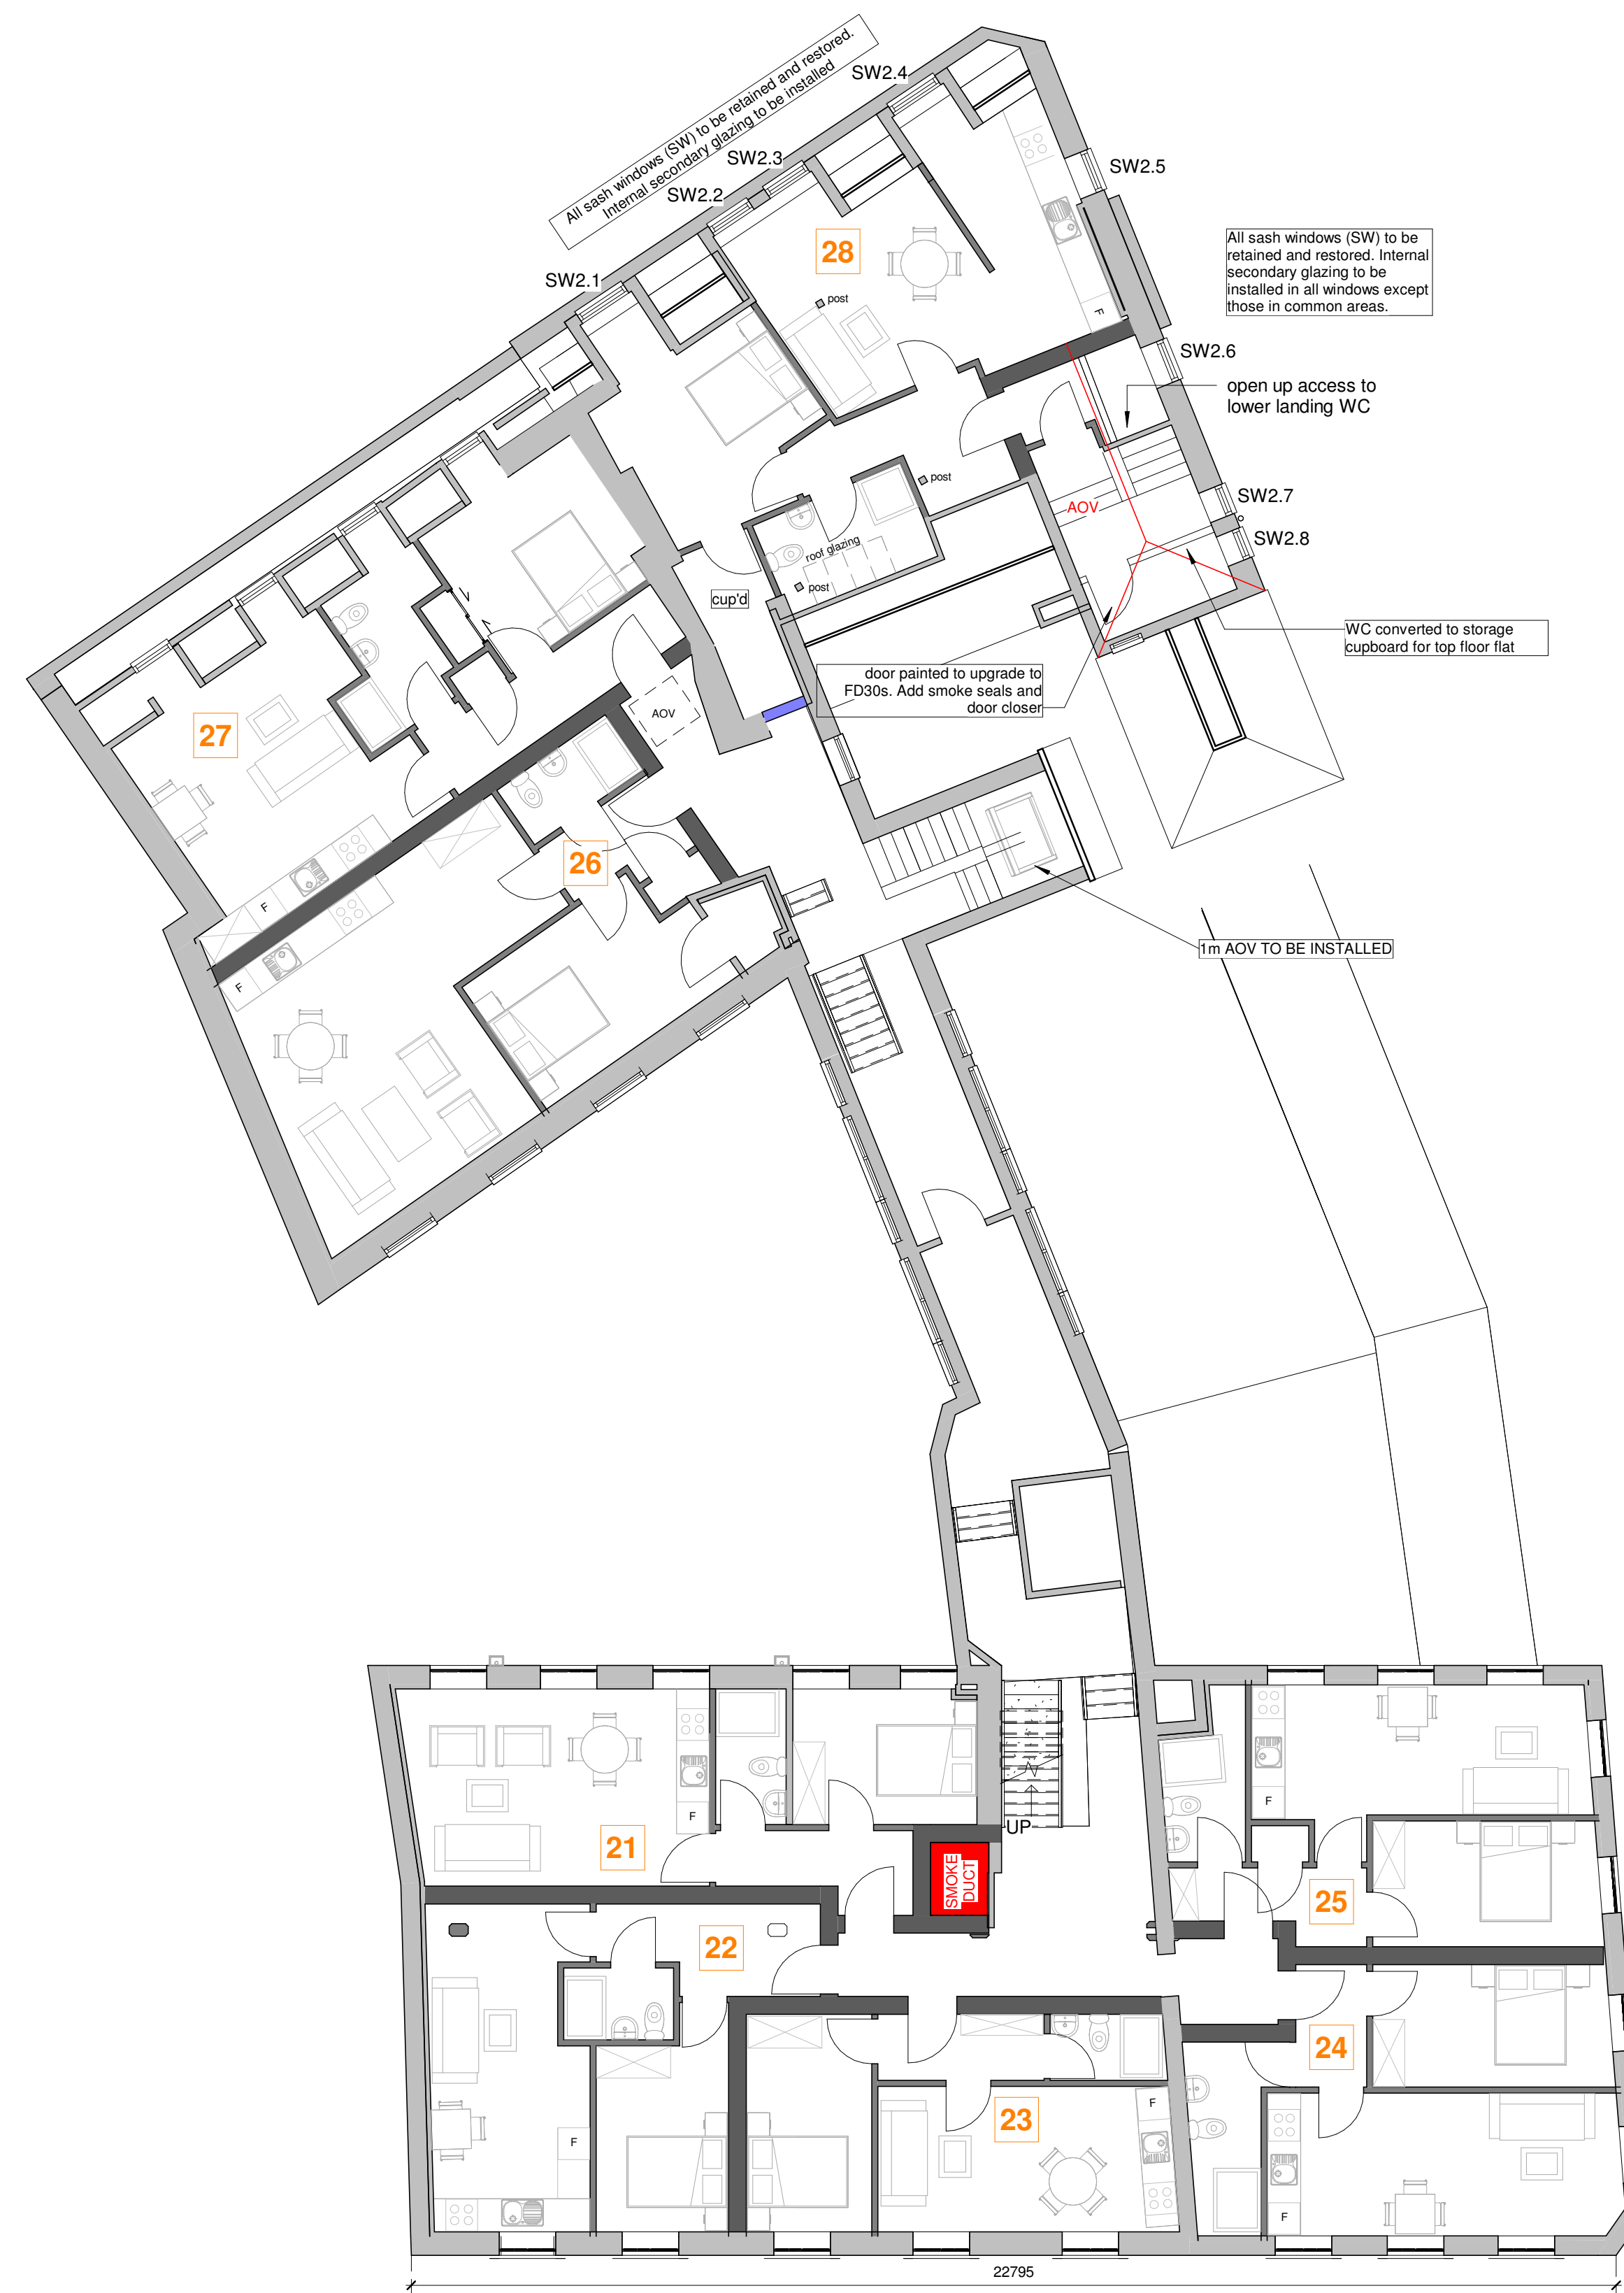 All sash windows (SW) to be retained and restored.
Internal secondary glazing to be installed
SW2.4
SW2.3
SW2.2
SW2.1
SW2.5
28
post
F
All sash windows (SW) to be
retained and restored. Internal
secondary glazing to be
installed in all windows except
those in common areas.
SW2.6
open up access to
lower landing WC
post
AOV
SW2.7
SW2.8
roof glazing
post
cup'd
WC converted to storage
cupboard for top floor flat
door painted to upgrade to
FD30s. Add smoke seals and
door closer
AOV
27
26
F
F
1m AOV TO BE INSTALLED
UP
21
F
SMOKE
DUCT
F
25
22
24
23
F
F
F
22795